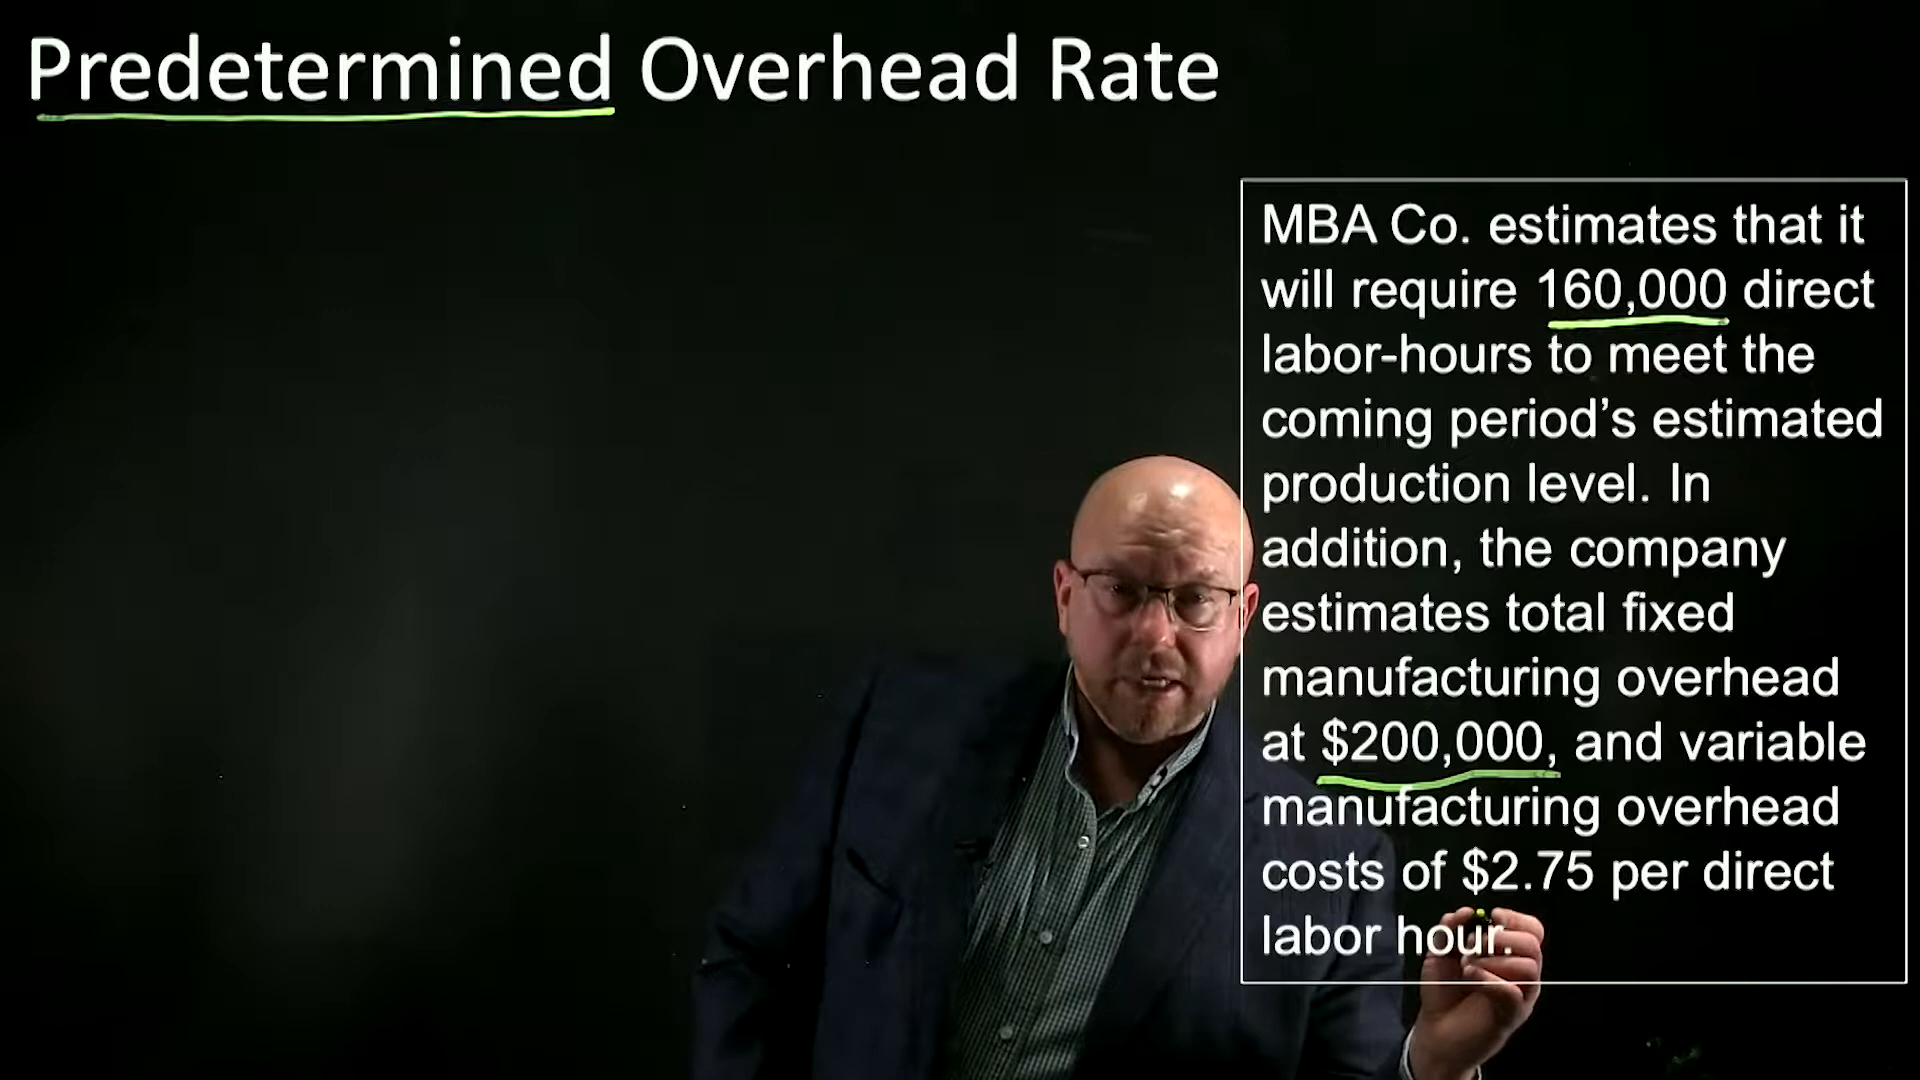 Predetermined Overhead Rate
MBA Co. estimates that it
will require 160,000 direct
labor-hours to meet the
coming period’s estimated
production level. In
addition, the company
estimates total fixed
manufacturing overhead
at $200,000, and variable
manufacturing overhead
costs of $2.75 per direct
labor hour.